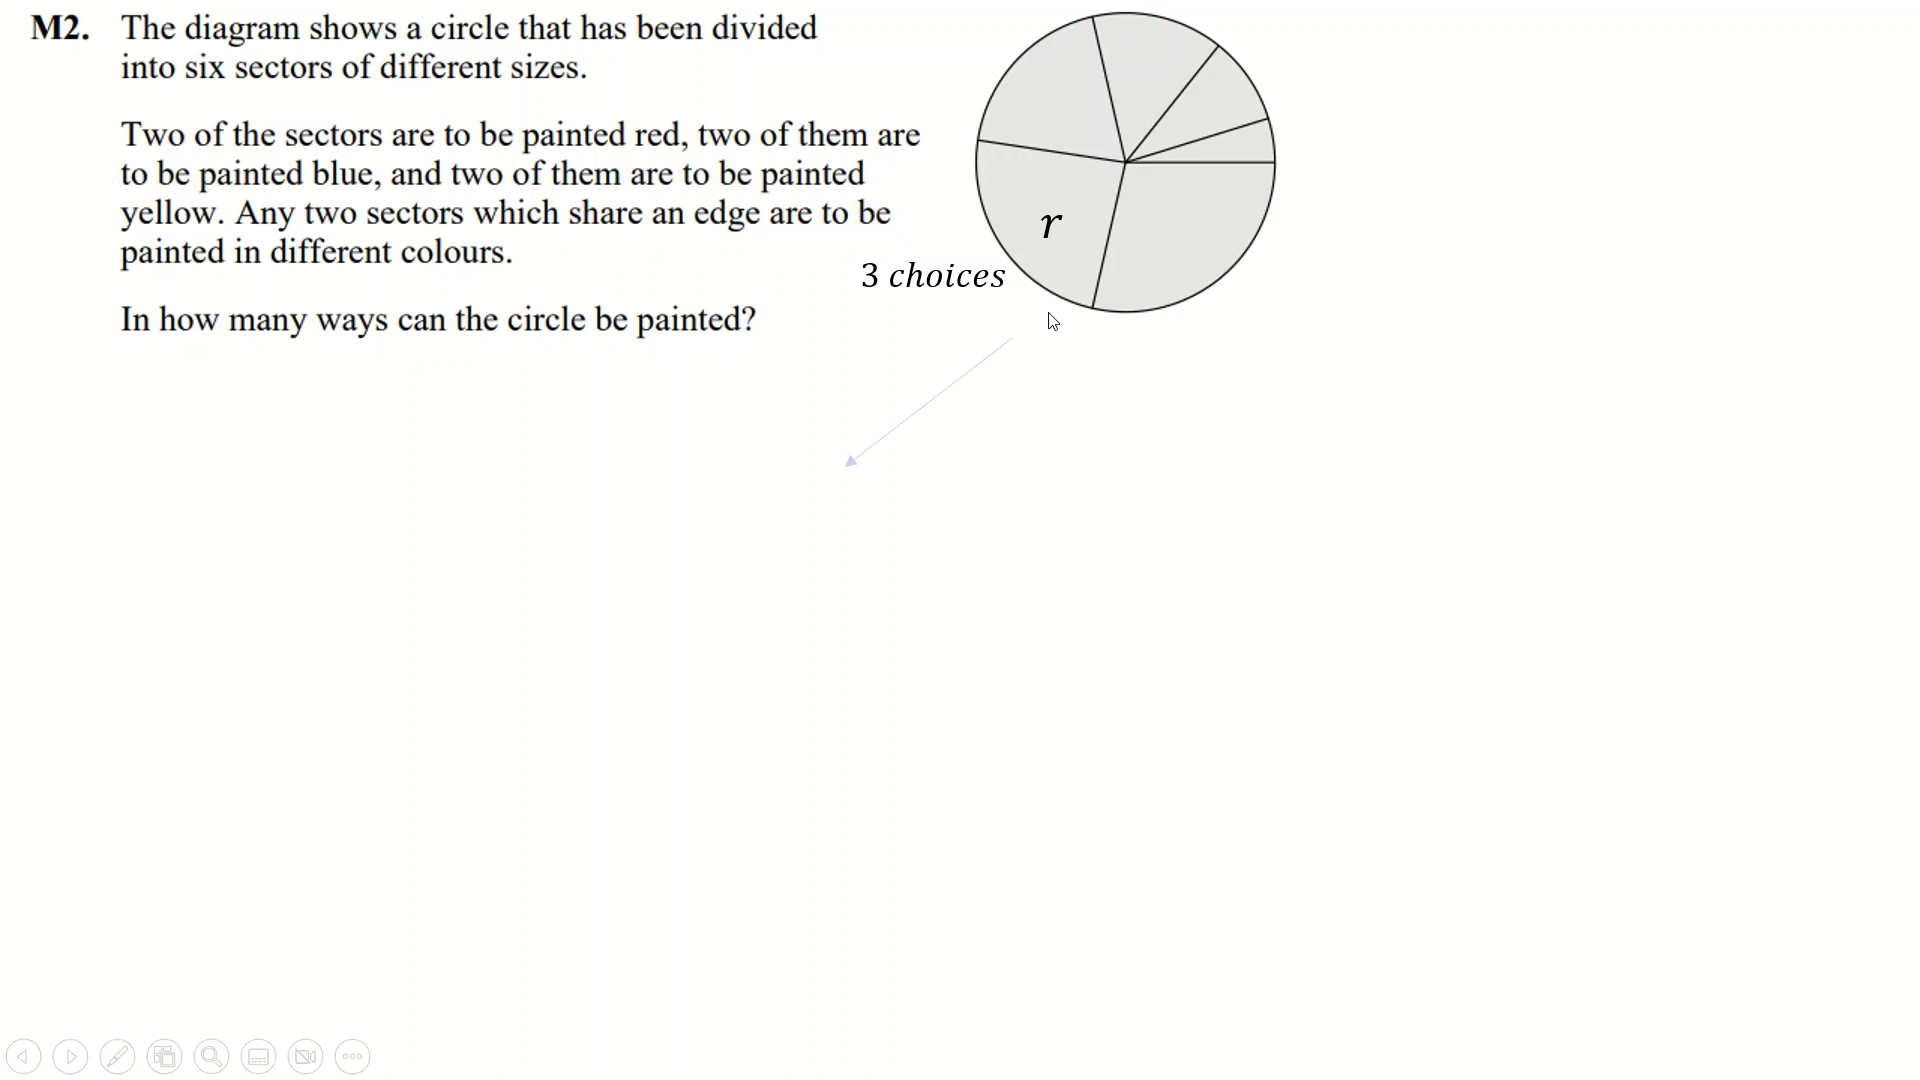 M2. The diagram shows a circle that has been divided
into six sectors of different sizes.
Two of the sectors are to be painted red, two of them are
to be painted blue, and two of them are to be painted
yellow. Any two sectors which share an edge are to be
painted in different colours.
In how many ways can the circle be painted?
r
3 choices